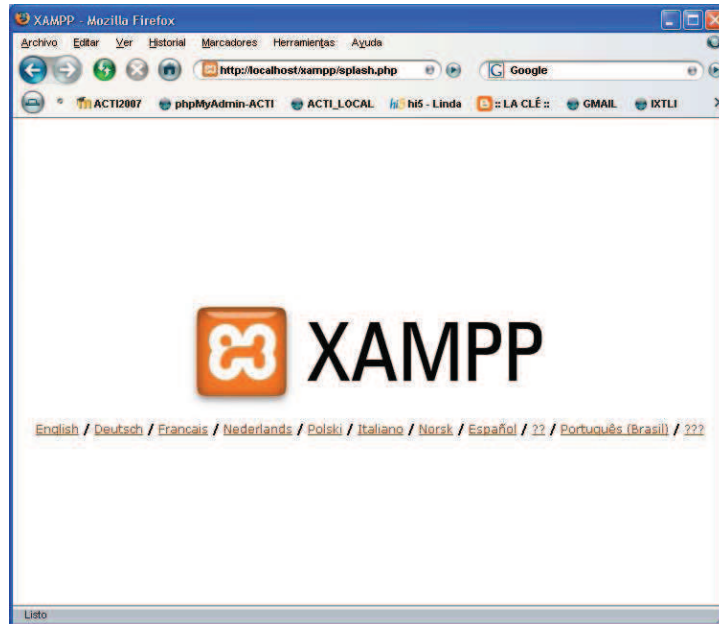 XAMPP - Mozilla Firefox
Archivo Editar Ver Historial Marcadores Herramientas Ayuda
http://localhost/xampp/splash.php Google
ACTI2007 phpMyAdmin-ACTI ACTI_LOCAL hi5 hi5 - Linda :: LA CLÉ :: GMAIL IXTLI
XAMPP
English / Deutsch / Francais / Nederlands / Polski / Italiano / Norsk / Español / ?? / Português (Brasil) / ???
Listo